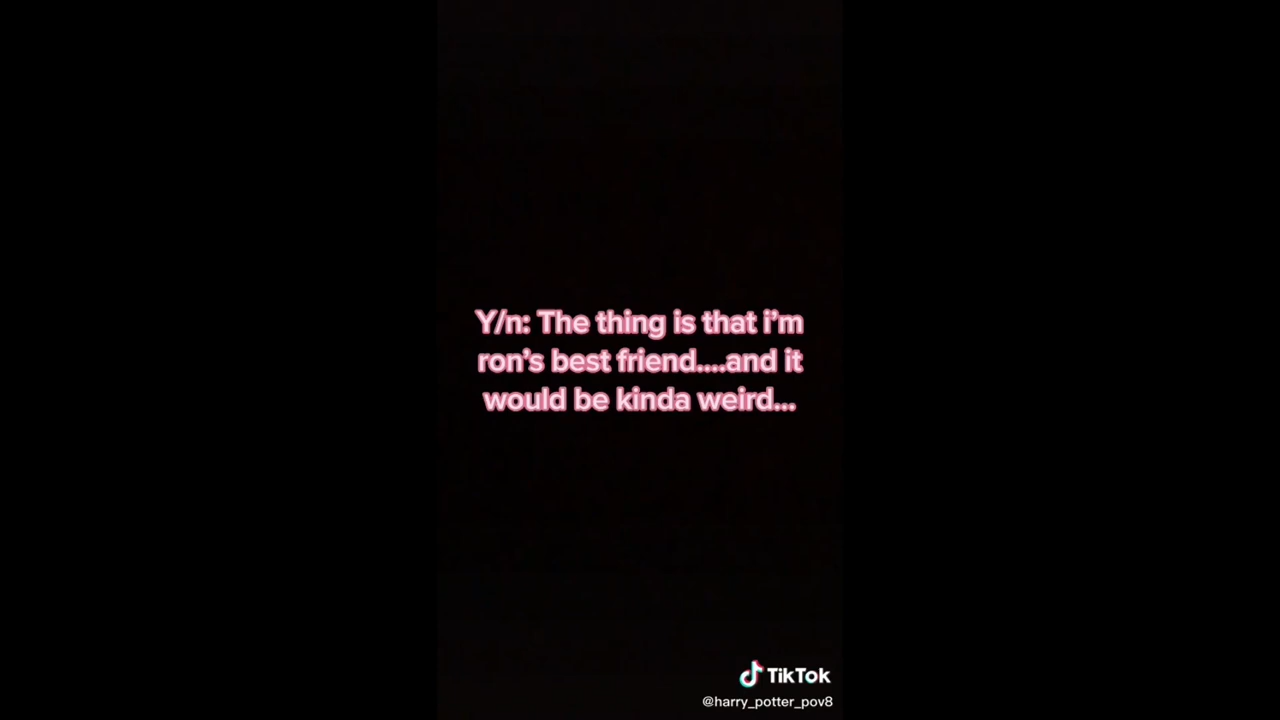 Y/n: The thing is that i’m
ron’s best friend....and it
would be kinda weird...
TikTok
@harry_potter_pov8